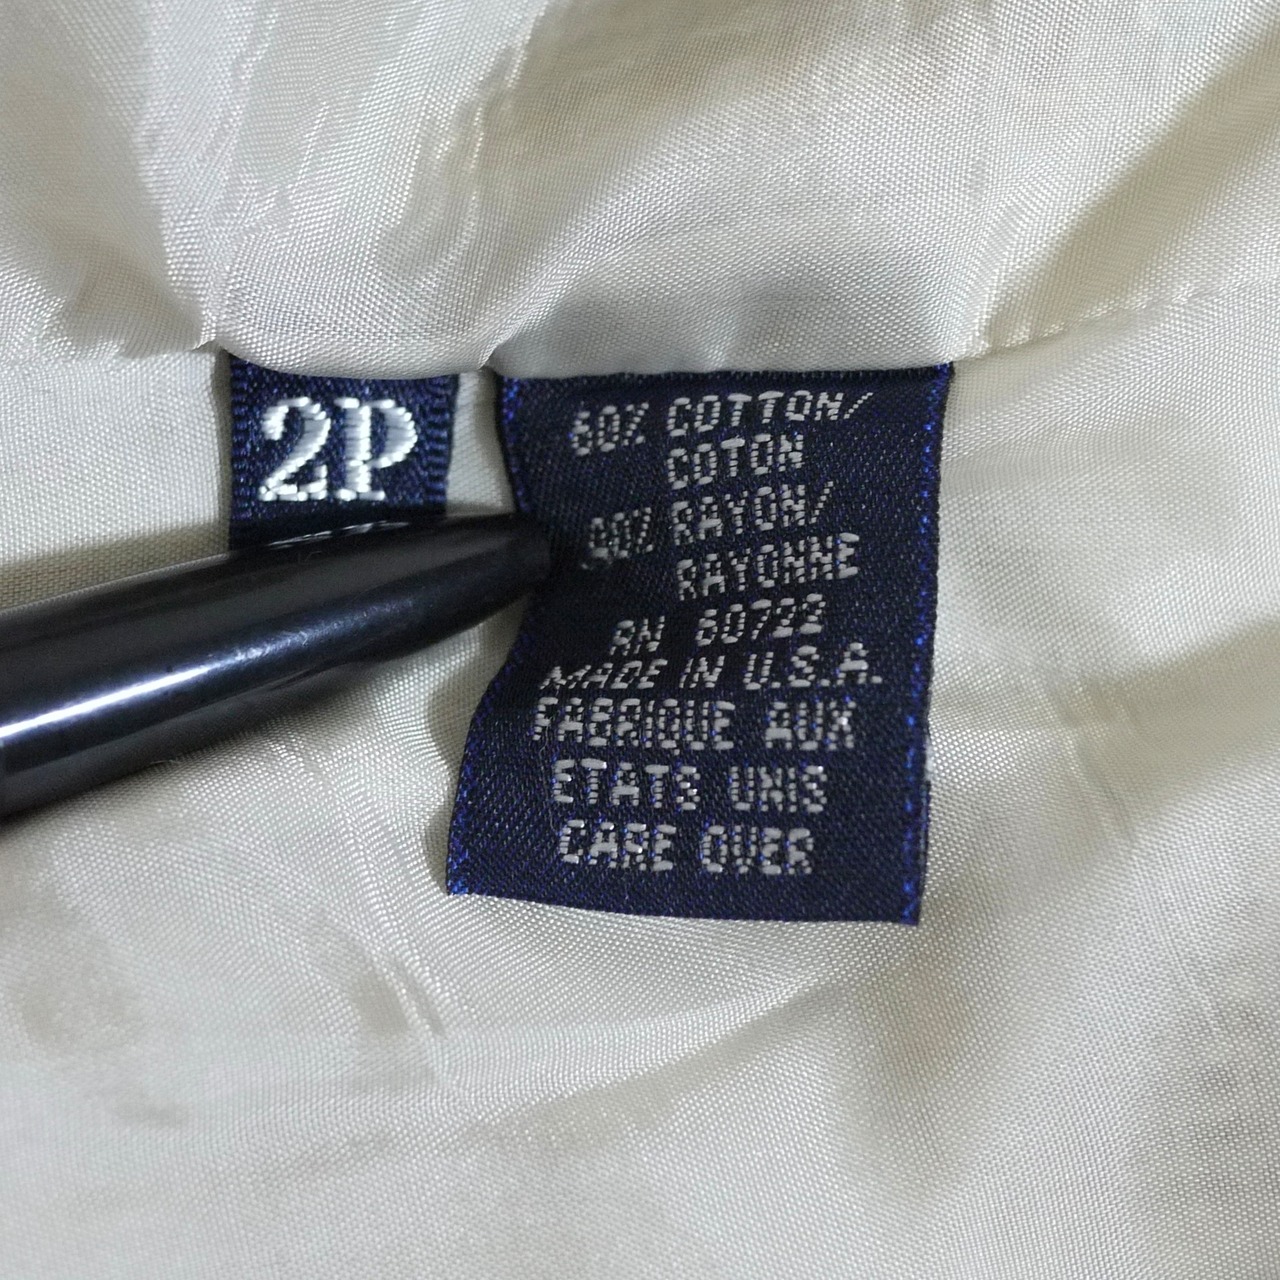 2P
60% COTTON/
COTON
40% RAYON/
RAYONNE
RN 60722
MADE IN U.S.A.
FABRIQUE AUX
ETATS UNIS
CARE OVER